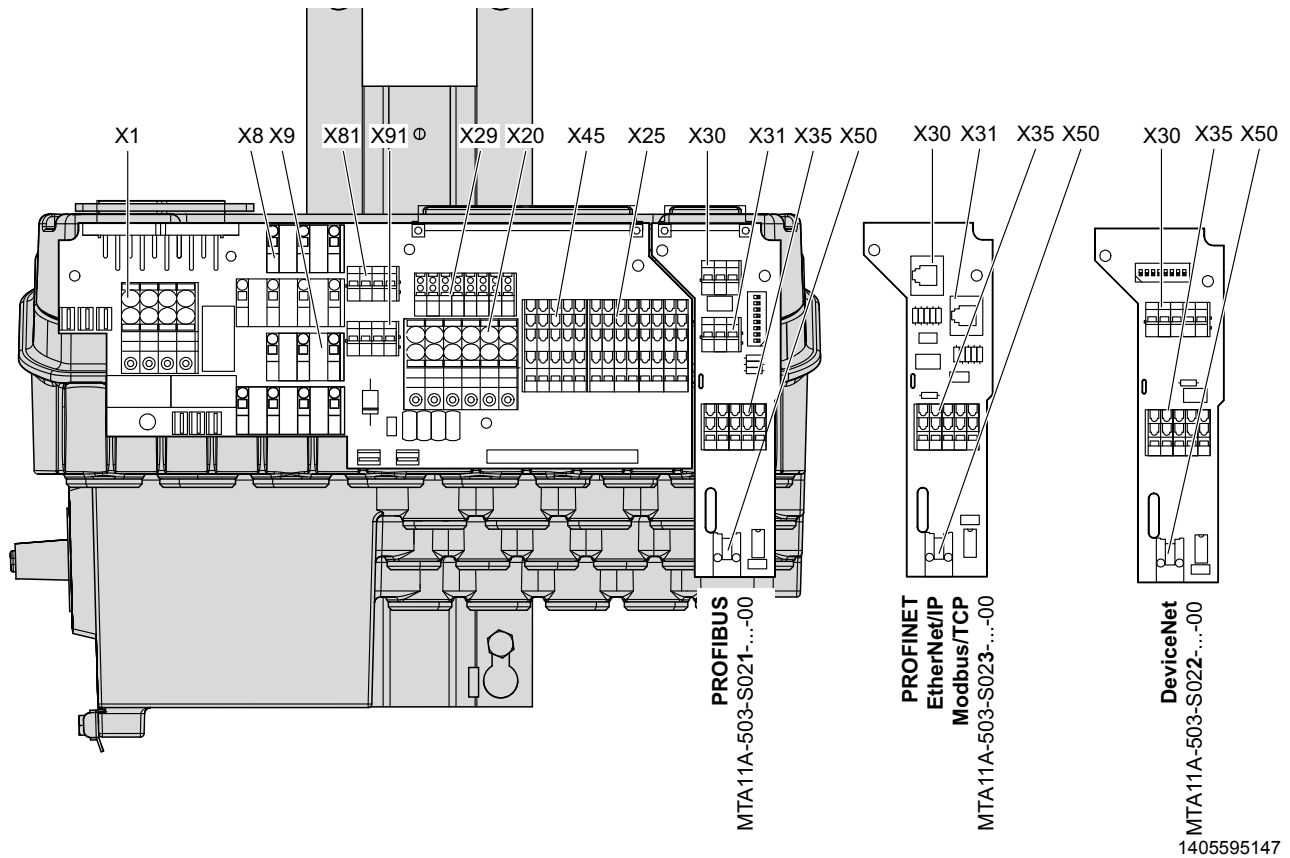 X1 X8 X9 X81 X91 X29 X20 X45 X25 X30 X31 X35 X50 X30 X31 X35 X50 X30 X35 X50
PROFIBUS
MTA11A-503-S021-...-00
PROFINET
EtherNet/IP
Modbus/TCP
MTA11A-503-S023-...-00
DeviceNet
MTA11A-503-S022-...-00
1405595147